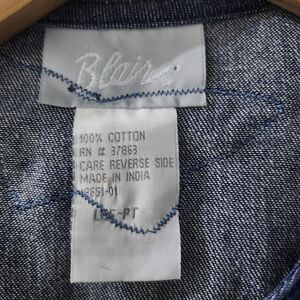 Blair
100% COTTON
RN # 37863
CARE REVERSE SIDE
MADE IN INDIA